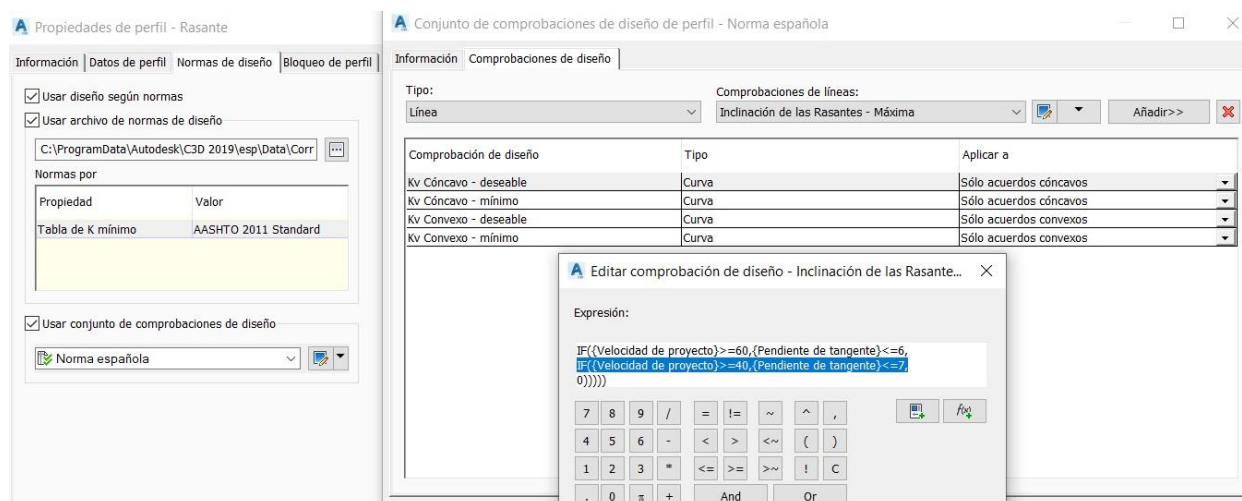 Propiedades de perfil - Rasante
Información Datos de perfil Normas de diseño Bloqueo de perfil
Usar diseño según normas
Usar archivo de normas de diseño
C:\ProgramData\Autodesk\C3D 2019\esp\Data\Corr ...
Normas por
Propiedad Valor
Tabla de K mínimo AASHTO 2011 Standard
Usar conjunto de comprobaciones de diseño
Norma española
Conjunto de comprobaciones de diseño de perfil - Norma española
Información Comprobaciones de diseño
Tipo: Comprobaciones de líneas:
Línea Inclinación de las Rasantes - Máxima Añadir>>
Comprobación de diseño Tipo Aplicar a
Kv Cóncavo - deseable Curva Sólo acuerdos cóncavos
Kv Cóncavo - mínimo Curva Sólo acuerdos cóncavos
Kv Convexo - deseable Curva Sólo acuerdos convexos
Kv Convexo - mínimo Curva Sólo acuerdos convexos
Editar comprobación de diseño - Inclinación de las Rasante...
Expresión:
IF({Velocidad de proyecto}>=60,{Pendiente de tangente}<=6,
IF({Velocidad de proyecto}>=40,{Pendiente de tangente}<=7,
0)))))
7 8 9 / = != ~ ^ , f(x)
4 5 6 - < > <~ ( )
1 2 3 * <= >= >~ ! C
. 0 π + And Or